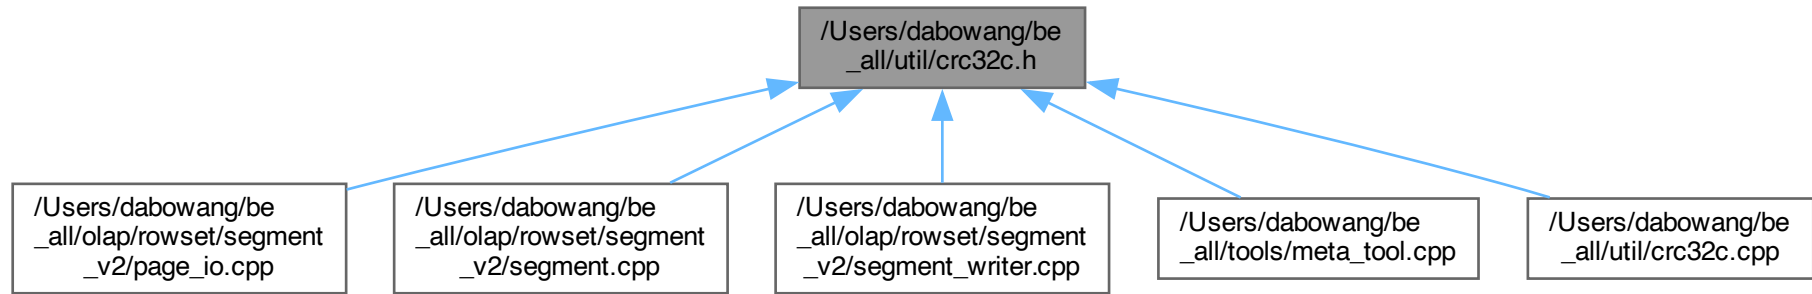 /Users/dabowang/be
_all/util/crc32c.h
/Users/dabowang/be
_all/olap/rowset/segment
_v2/page_io.cpp
/Users/dabowang/be
_all/olap/rowset/segment
_v2/segment.cpp
/Users/dabowang/be
_all/olap/rowset/segment
_v2/segment_writer.cpp
/Users/dabowang/be
_all/tools/meta_tool.cpp
/Users/dabowang/be
_all/util/crc32c.cpp